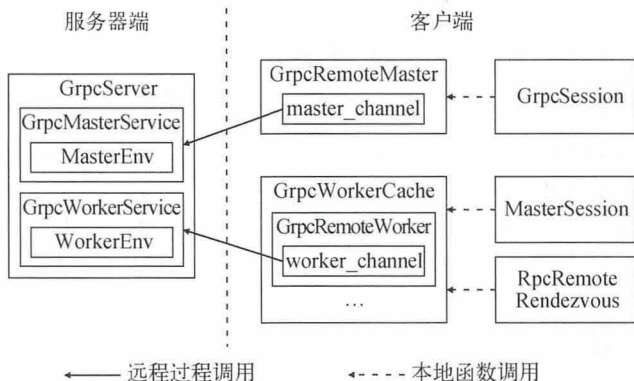 服务器端
客户端
GrpcServer
GrpcMasterService
MasterEnv
GrpcWorkerService
WorkerEnv
GrpcRemoteMaster
master_channel
GrpcSession
GrpcWorkerCache
GrpcRemoteWorker
worker_channel
...
MasterSession
RpcRemote
Rendezvous
远程过程调用
本地函数调用